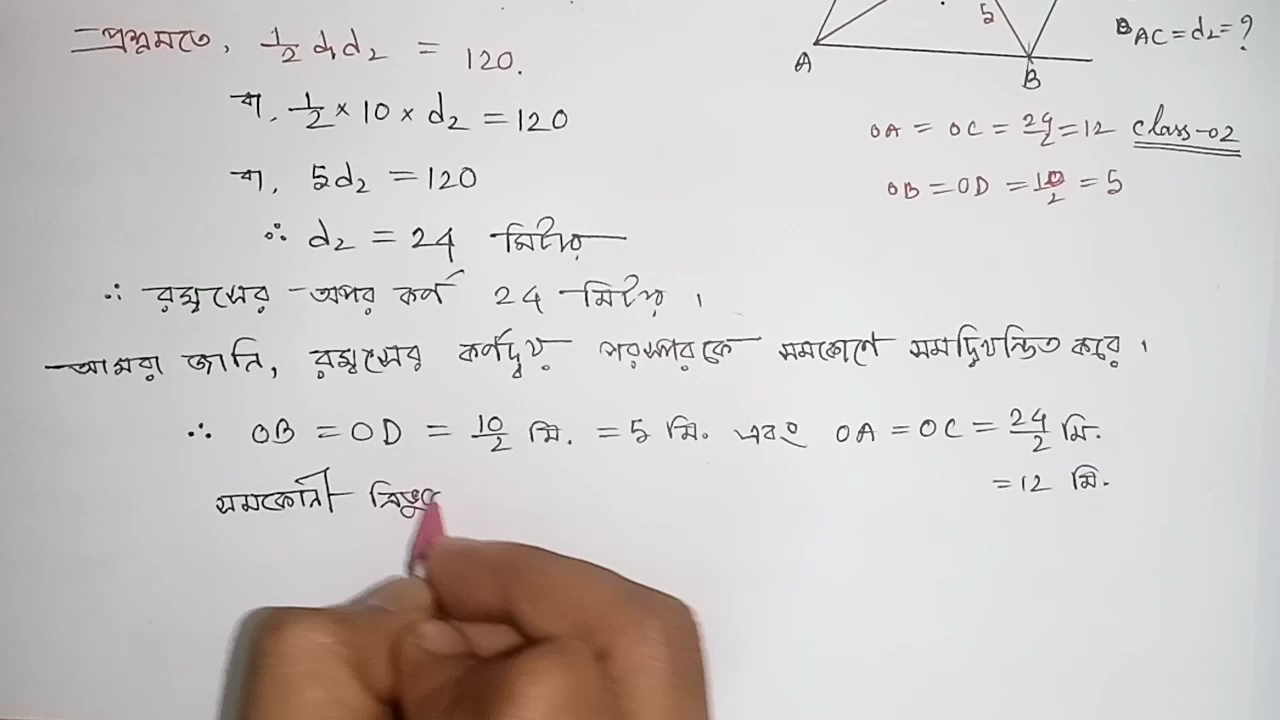 প্রশ্নমতে, 1/2 d₁d₂ = 120.
বা, 1/2 × 10 × d₂ = 120
বা, 5d₂ = 120
∴ d₂ = 24 মিটার
∴ রম্বসের অপর কর্ণ 24 মিটার।
আমরা জানি, রম্বসের কর্ণদ্বয় পরস্পরকে সমকোণে সমদ্বিখন্ডিত করে।
∴ OB = OD = 10/2 মি. = 5 মি. এবং OA = OC = 24/2 মি.
= 12 মি.
সমকোনী ত্রিভুজ
5
A
B
AC = d₂ = ?
OA = OC = 24/2 = 12 Class-02
OB = OD = 10/2 = 5